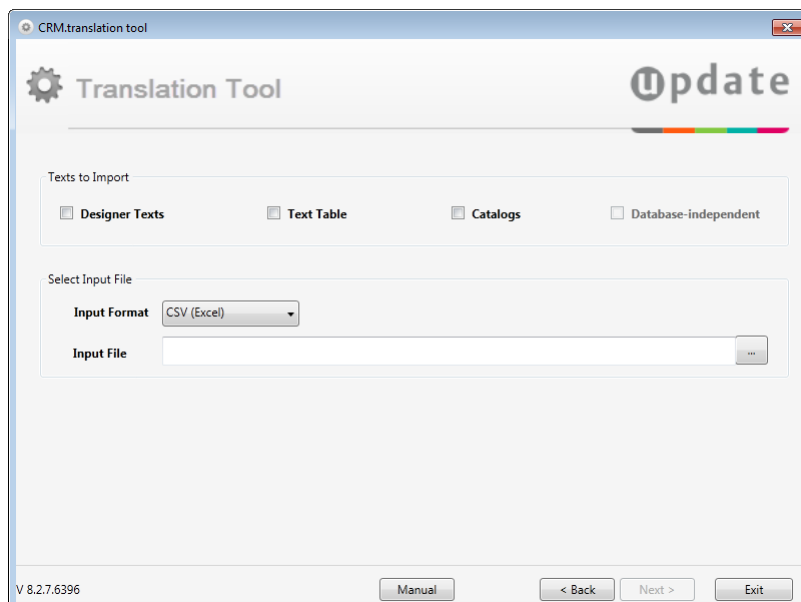 CRM.translation tool
Translation Tool
update
Texts to Import
Designer Texts Text Table Catalogs Database-independent
Select Input File
Input Format CSV (Excel)
Input File ...
V 8.2.7.6396 Manual < Back Next > Exit